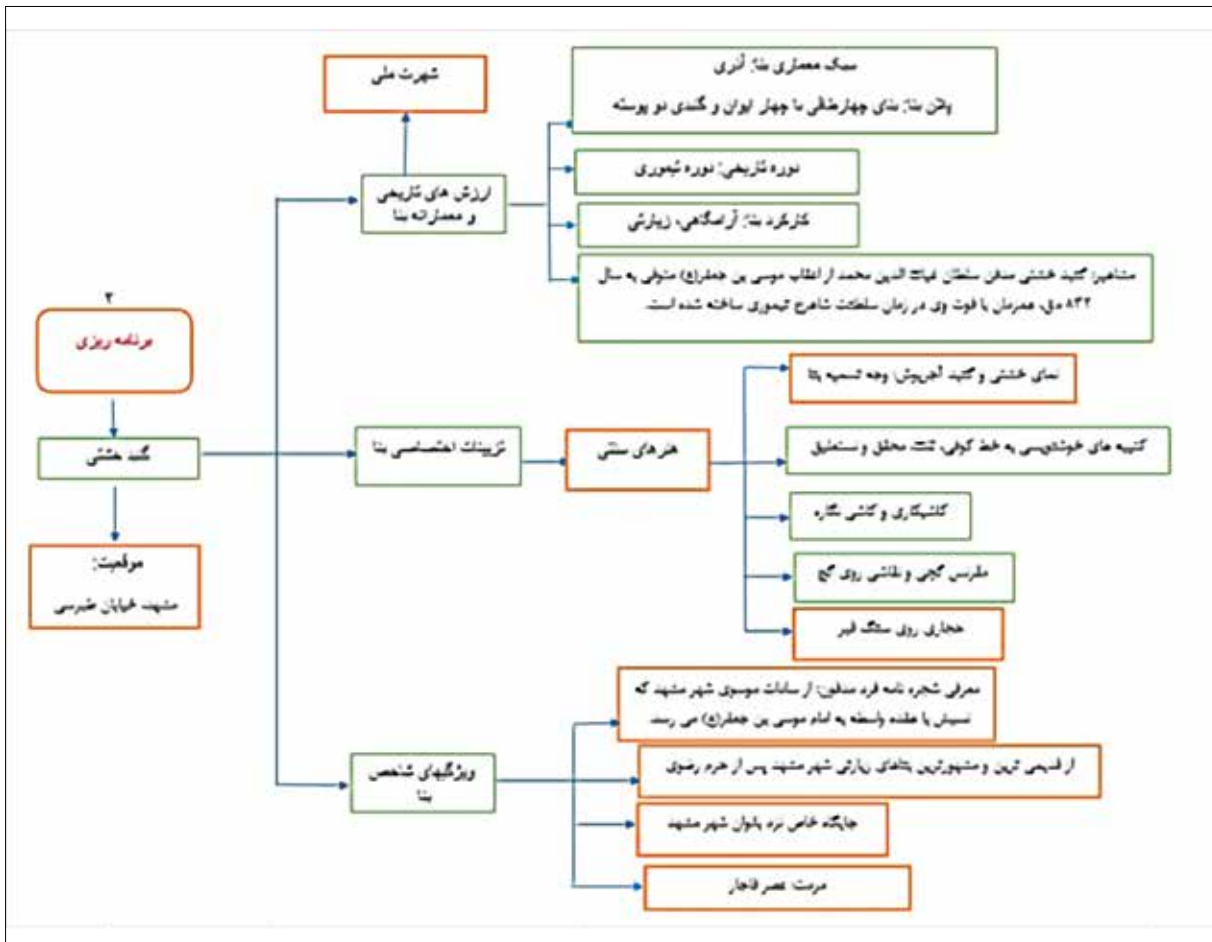 شهرت ملی
سبک معماری بنا: آذری
پلان بنا: بنای چهارطاقی با چهار ایوان و گنبدی دو پوسته
دوره تاریخی: دوره تیموری
ارزش های تاریخی
و معمارانه بنا
کارکرد بنا: آرامگاهی، زیارتی
مشاهیر: گنبد خشتی مدفن سلطان غیاث الدین محمد از اعقاب موسی بن جعفر(ع) متوفی به سال
۸۳۲ ه.ق، همزمان با فوت وی در زمان سلطنت شاهرخ تیموری ساخته شده است.
۲
برنامه ریزی
گنبد خشتی
موقعیت:
مشهد، خیابان طبرسی
تزیینات اختصاصی بنا
هنرهای سنتی
نمای خشتی و گنبد آجرپوش: وجه تسمیه بنا
کتیبه های خوشنویسی به خط کوفی، ثلث، محقق و نستعلیق
کاشیکاری و کاشی نگاره
مقرنس گچی و نقاشی روی گچ
حجاری روی سنگ قبر
ویژگیهای شاخص
بنا
معرفی شجره نامه فرد مدفون: از سادات موسوی شهر مشهد که
نسبش با هفده واسطه به امام موسی بن جعفر(ع) می رسد.
از قدیمی ترین و مشهورترین بناهای زیارتی شهر مشهد پس از حرم رضوی
جایگاه خاص نزد بانوان شهر مشهد
مرمت: عصر قاجار